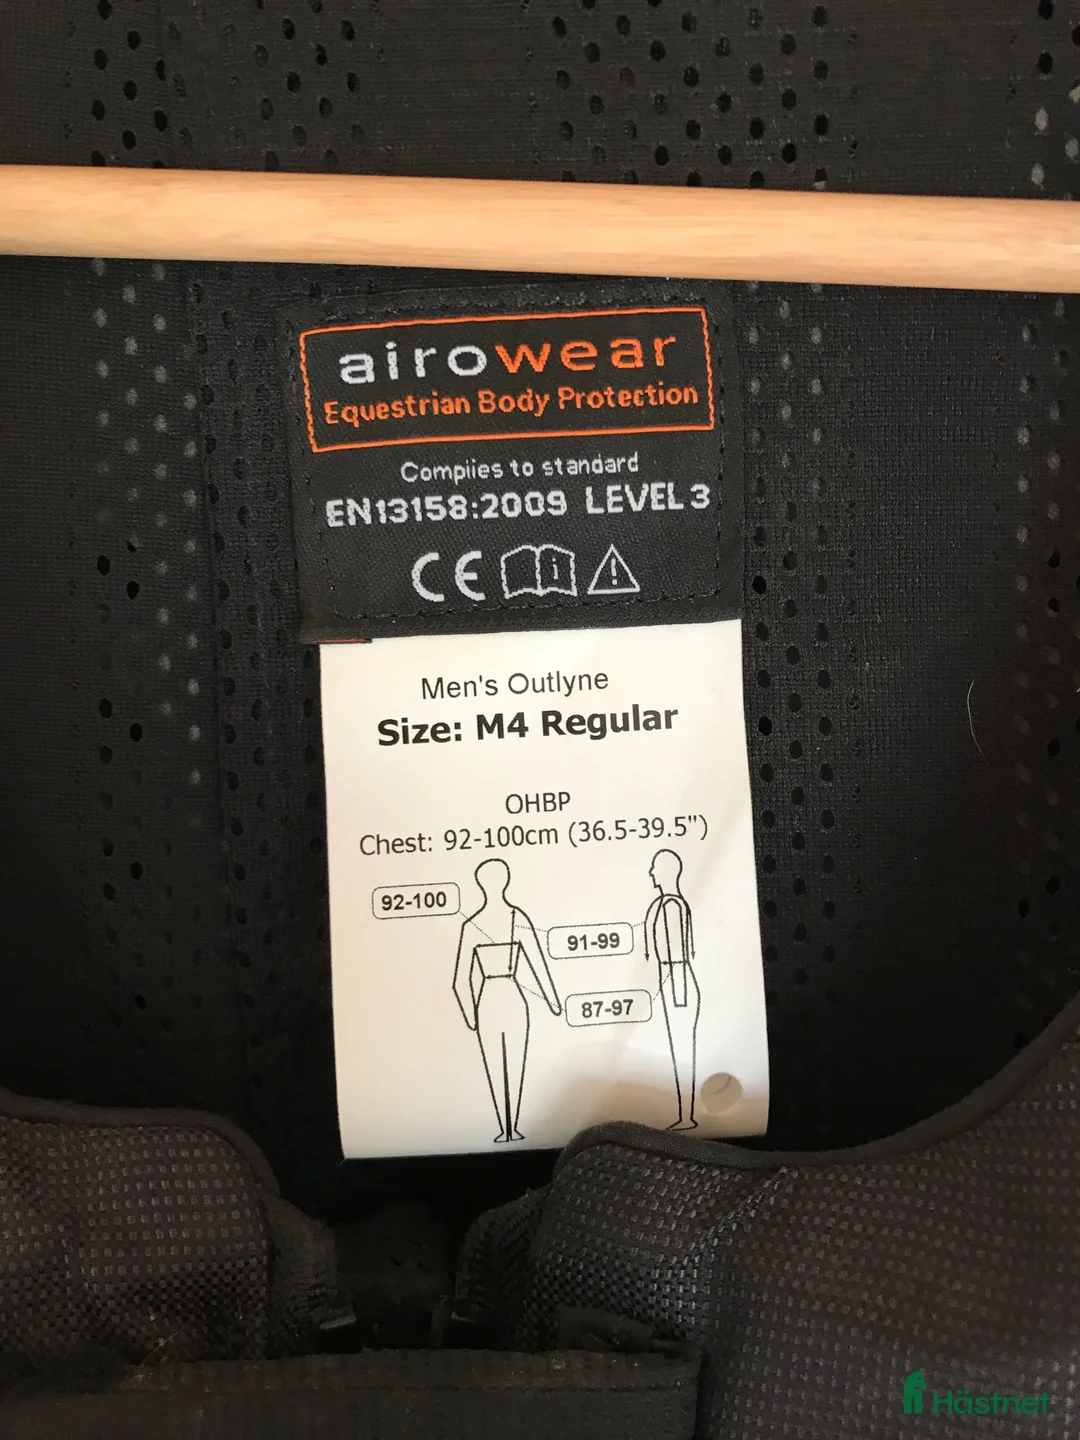 airowear
Equestrian Body Protection
Complies to standard
EN13158:2009 LEVEL 3
CE
Men's Outlyne
Size: M4 Regular
OHBP
Chest: 92-100cm (36.5-39.5")
92-100
91-99
87-97
Hästnet